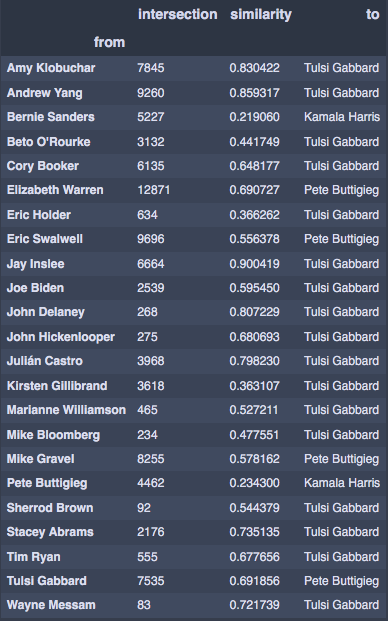 intersection similarity to
from
Amy Klobuchar 7845 0.830422 Tulsi Gabbard
Andrew Yang 9260 0.859317 Tulsi Gabbard
Bernie Sanders 5227 0.219060 Kamala Harris
Beto O'Rourke 3132 0.441749 Tulsi Gabbard
Cory Booker 6135 0.648177 Tulsi Gabbard
Elizabeth Warren 12871 0.690727 Pete Buttigieg
Eric Holder 634 0.366262 Tulsi Gabbard
Eric Swalwell 9696 0.556378 Pete Buttigieg
Jay Inslee 6664 0.900419 Tulsi Gabbard
Joe Biden 2539 0.595450 Tulsi Gabbard
John Delaney 268 0.807229 Tulsi Gabbard
John Hickenlooper 275 0.680693 Tulsi Gabbard
Julián Castro 3968 0.798230 Tulsi Gabbard
Kirsten Gillibrand 3618 0.363107 Tulsi Gabbard
Marianne Williamson 465 0.527211 Tulsi Gabbard
Mike Bloomberg 234 0.477551 Tulsi Gabbard
Mike Gravel 8255 0.578162 Pete Buttigieg
Pete Buttigieg 4462 0.234300 Kamala Harris
Sherrod Brown 92 0.544379 Tulsi Gabbard
Stacey Abrams 2176 0.735135 Tulsi Gabbard
Tim Ryan 555 0.677656 Tulsi Gabbard
Tulsi Gabbard 7535 0.691856 Pete Buttigieg
Wayne Messam 83 0.721739 Tulsi Gabbard